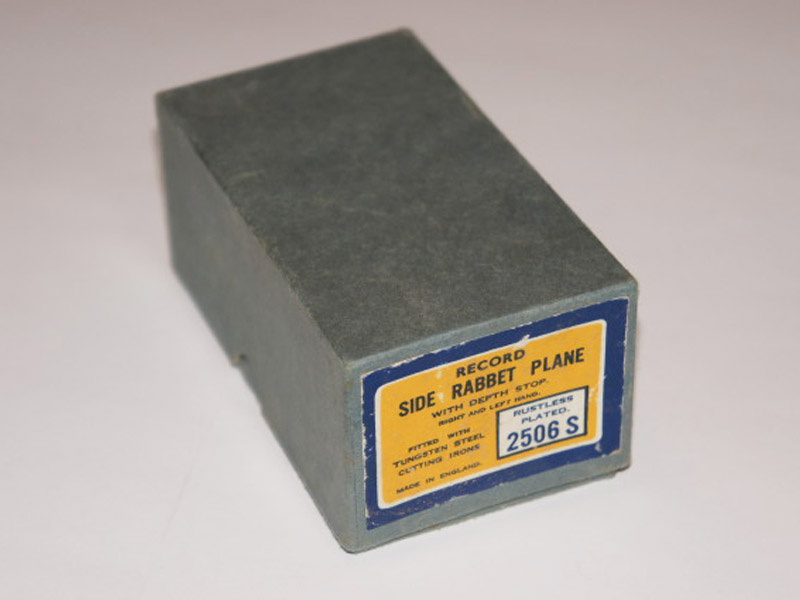 RECORD
SIDE RABBET PLANE
WITH DEPTH STOP.
RIGHT AND LEFT HAND.
FITTED WITH
TUNGSTEN STEEL
CUTTING IRONS
MADE IN ENGLAND.
RUSTLESS
PLATED.
2506 S